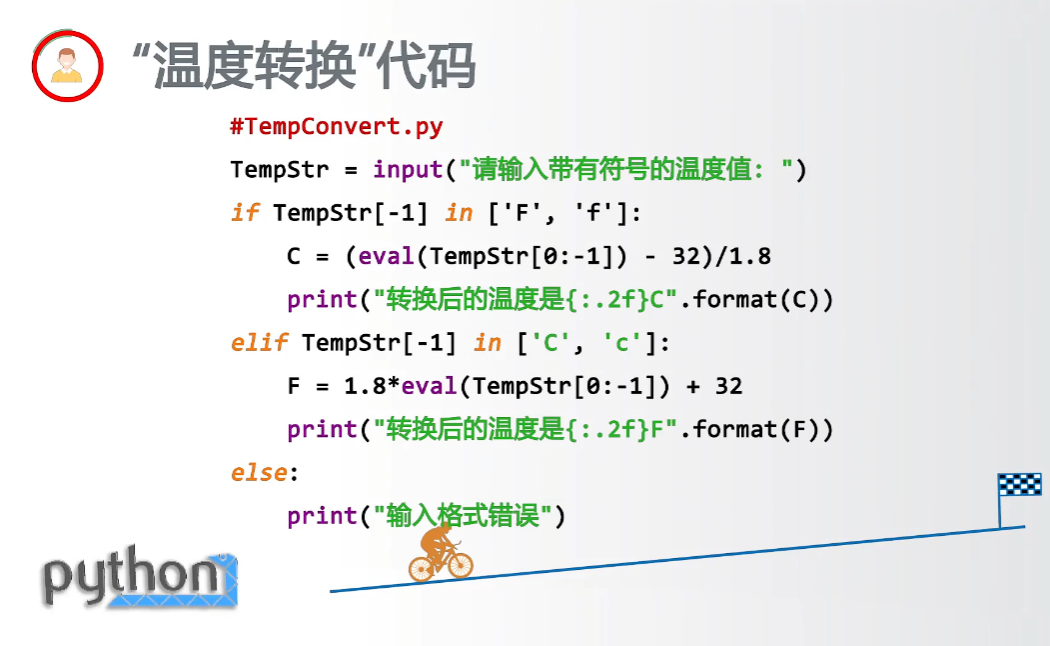 “温度转换”代码
#TempConvert.py
TempStr = input("请输入带有符号的温度值: ")
if TempStr[-1] in ['F', 'f']:
    C = (eval(TempStr[0:-1]) - 32)/1.8
    print("转换后的温度是{:.2f}C".format(C))
elif TempStr[-1] in ['C', 'c']:
    F = 1.8*eval(TempStr[0:-1]) + 32
    print("转换后的温度是{:.2f}F".format(F))
else:
    print("输入格式错误")
python